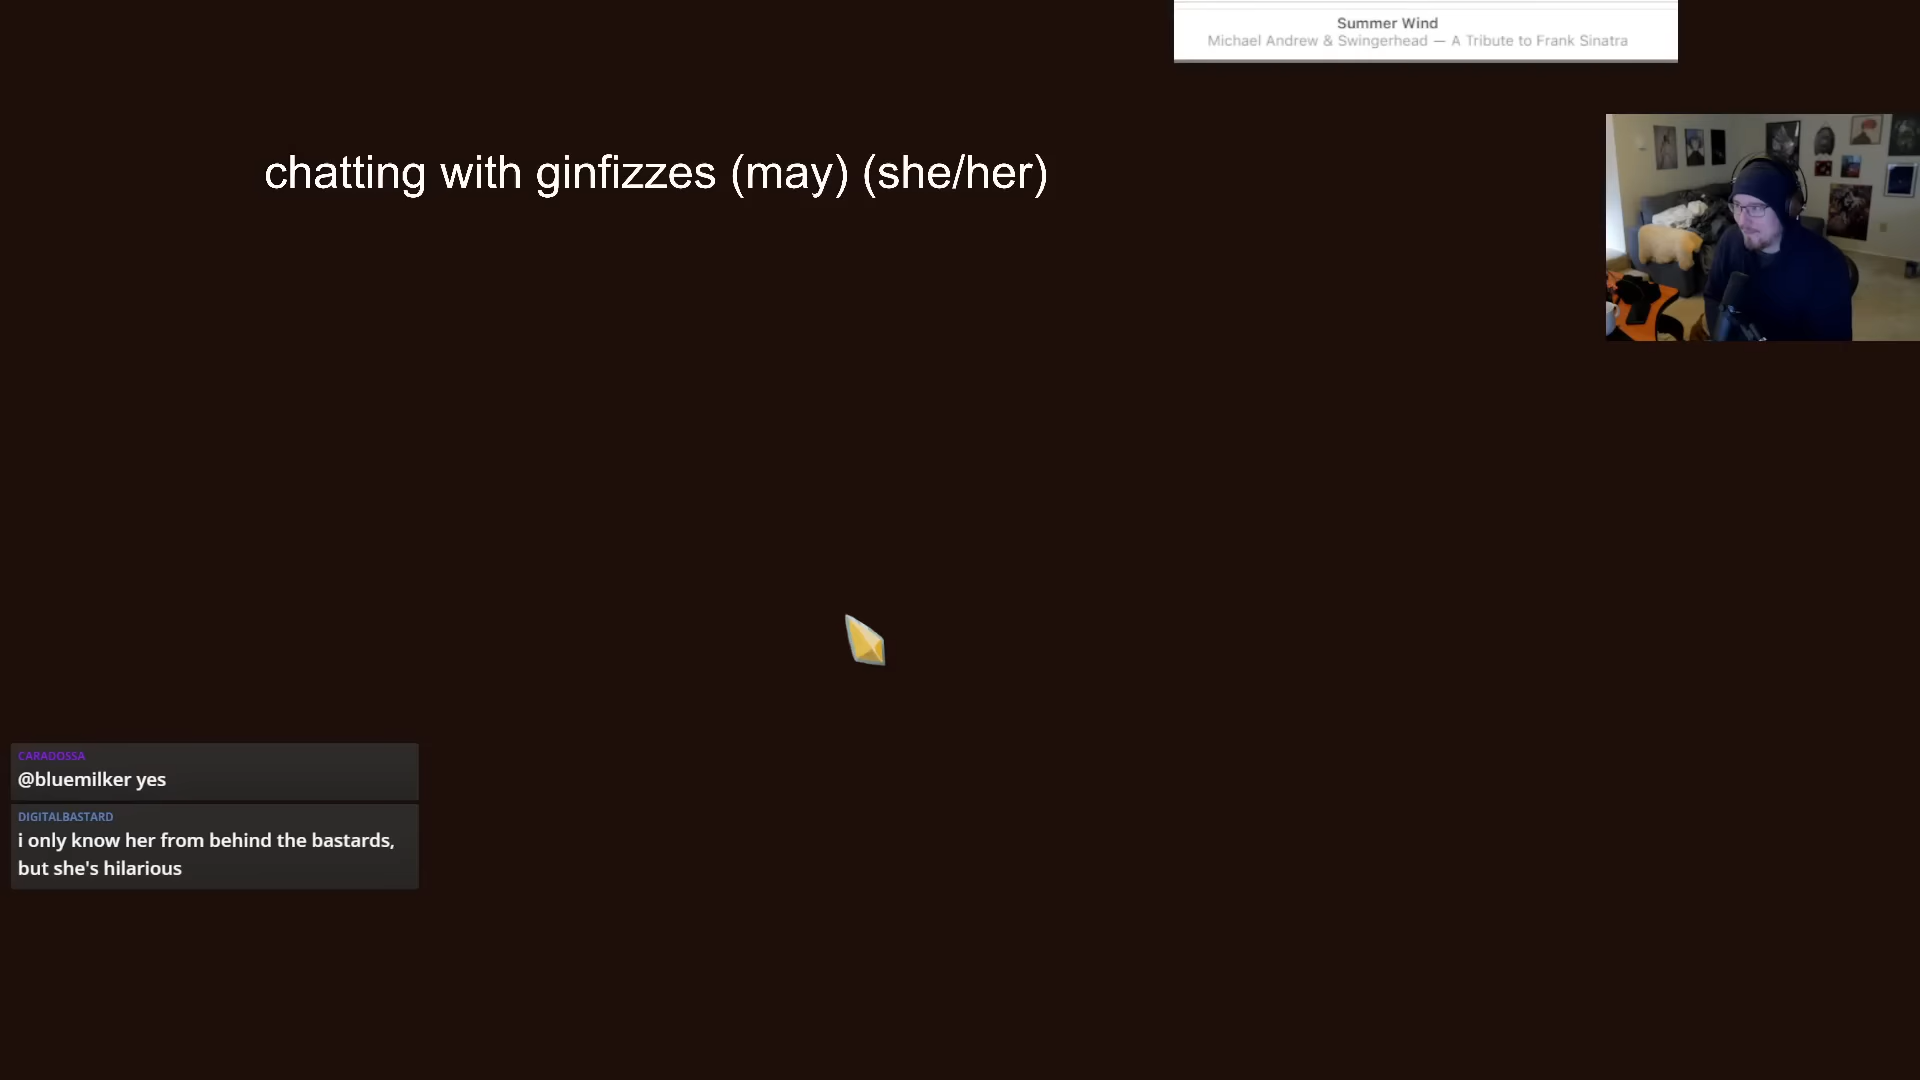 Summer Wind
Michael Andrew & Swingerhead — A Tribute to Frank Sinatra
chatting with ginfizzes (may) (she/her)
CARADOSSA
@bluemilker yes
DIGITALBASTARD
i only know her from behind the bastards,
but she's hilarious